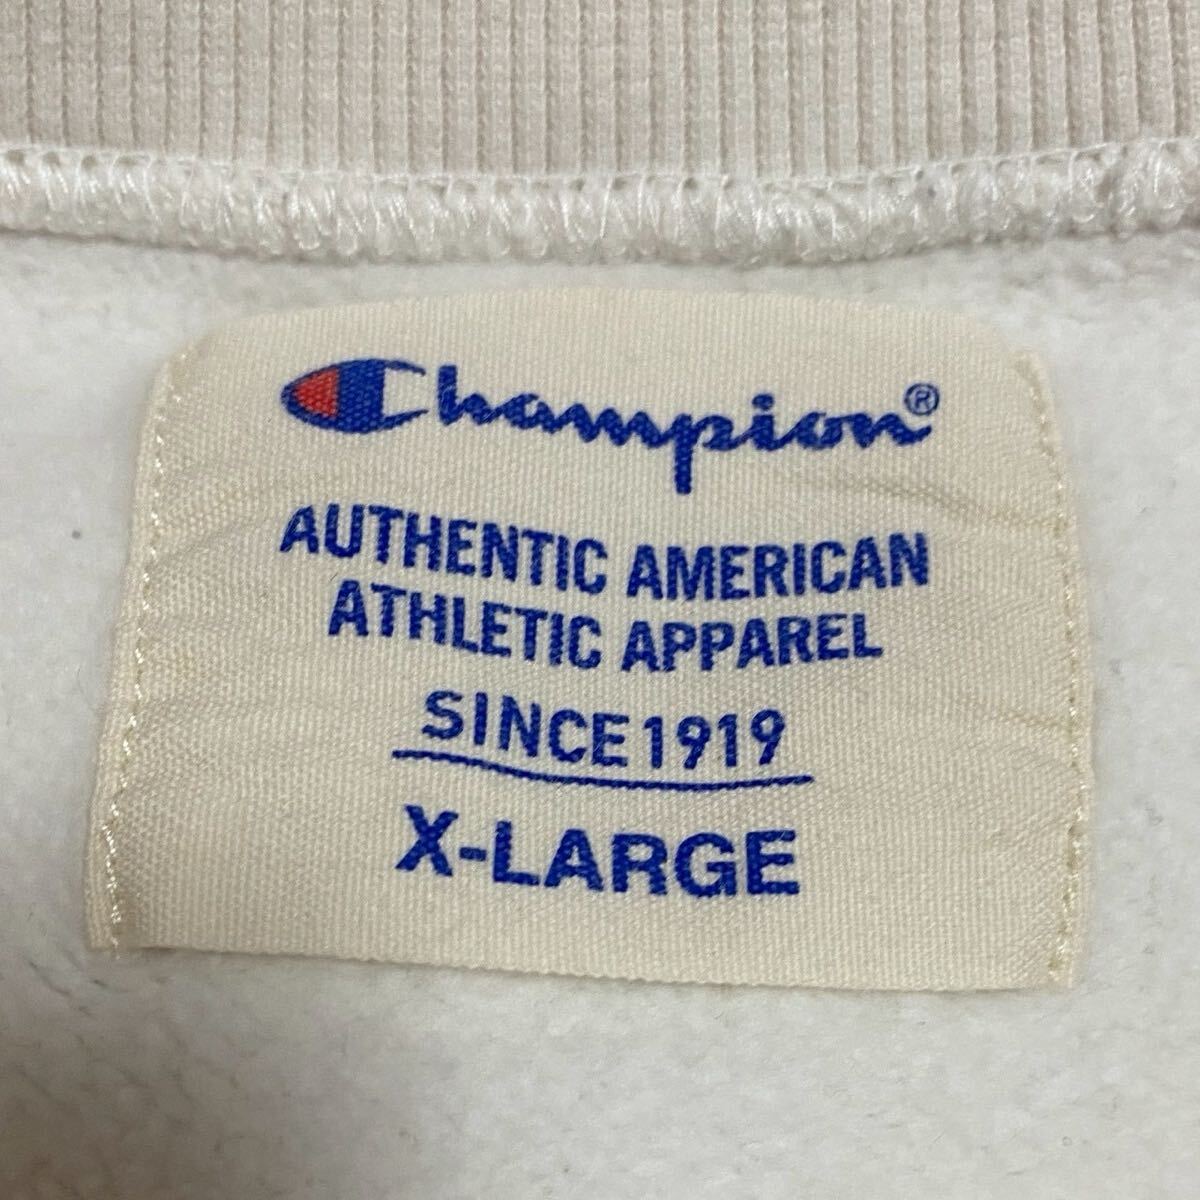 Champion®
AUTHENTIC AMERICAN
ATHLETIC APPAREL
SINCE 1919
X-LARGE